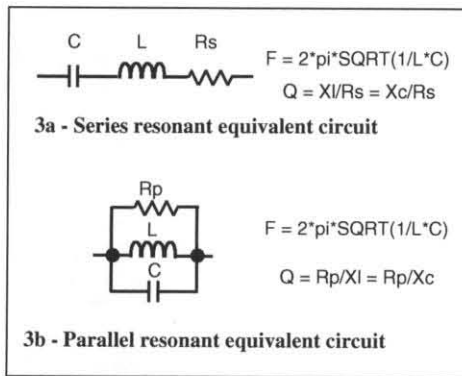 C L Rs
F = 2*pi*SQRT(1/L*C)
Q = Xl/Rs = Xc/Rs
3a - Series resonant equivalent circuit
Rp
L
C
F = 2*pi*SQRT(1/L*C)
Q = Rp/Xl = Rp/Xc
3b - Parallel resonant equivalent circuit